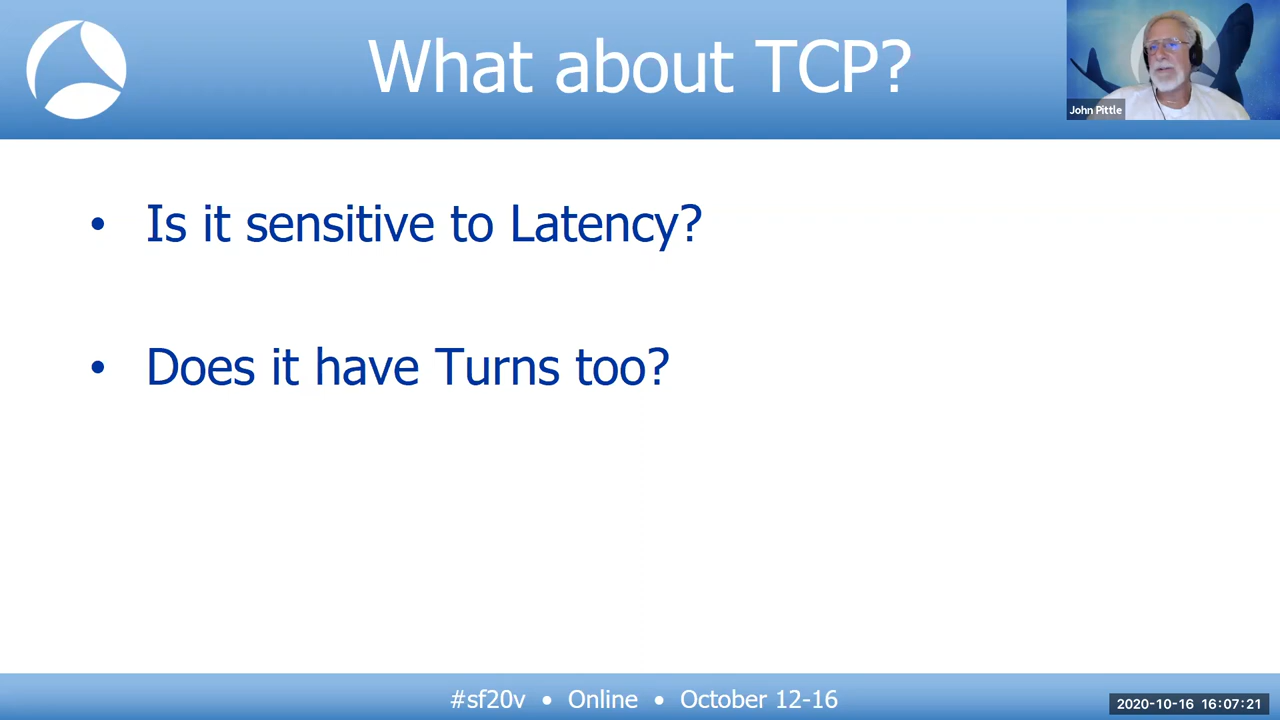 What about TCP?
John Pittle
• Is it sensitive to Latency?
• Does it have Turns too?
#sf20v • Online • October 12-16
2020-10-16 16:07:21